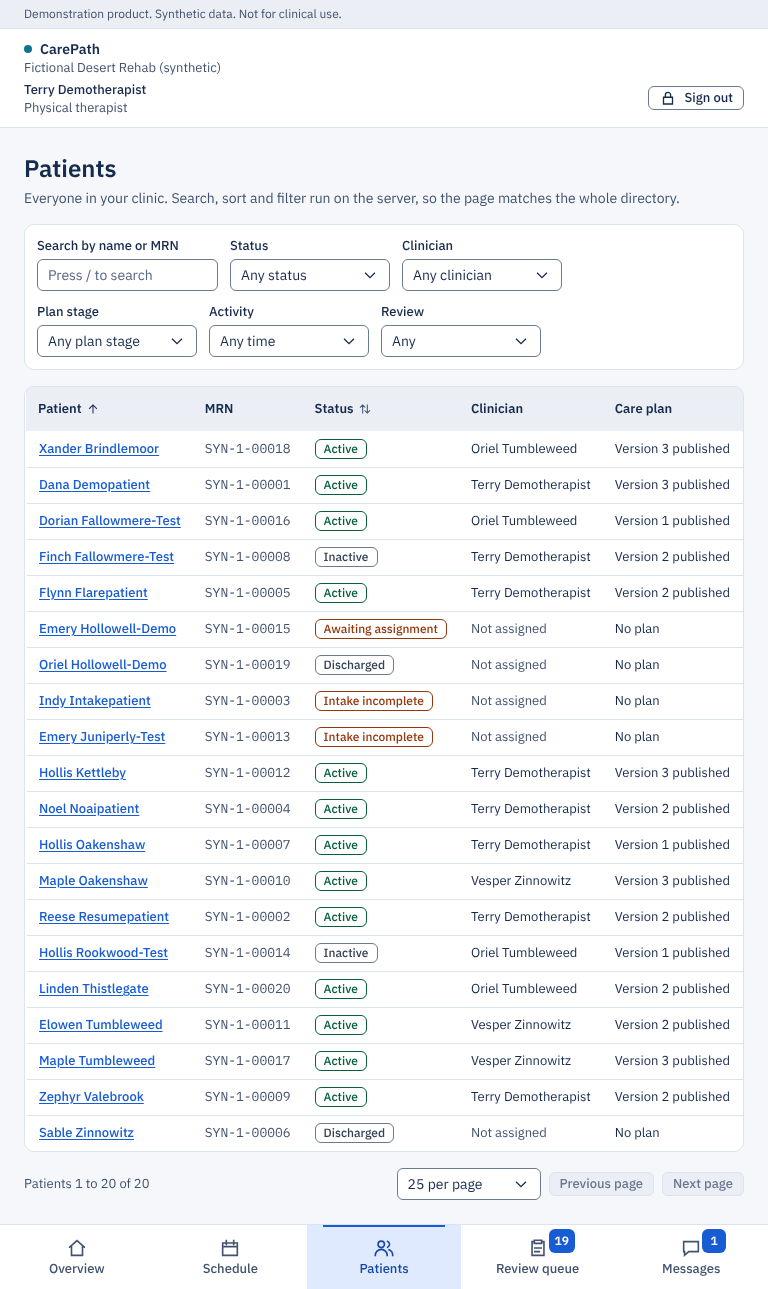 Demonstration product. Synthetic data. Not for clinical use.
CarePath
Fictional Desert Rehab (synthetic)
Terry Demotherapist
Physical therapist
Sign out
Patients
Everyone in your clinic. Search, sort and filter run on the server, so the page matches the whole directory.
Search by name or MRN Status Clinician
Press / to search Any status Any clinician
Plan stage Activity Review
Any plan stage Any time Any
Patient ↑ MRN Status ↑↓ Clinician Care plan
Xander Brindlemoor SYN-1-00018 Active Oriel Tumbleweed Version 3 published
Dana Demopatient SYN-1-00001 Active Terry Demotherapist Version 3 published
Dorian Fallowmere-Test SYN-1-00016 Active Oriel Tumbleweed Version 1 published
Finch Fallowmere-Test SYN-1-00008 Inactive Terry Demotherapist Version 2 published
Flynn Flarepatient SYN-1-00005 Active Terry Demotherapist Version 2 published
Emery Hollowell-Demo SYN-1-00015 Awaiting assignment Not assigned No plan
Oriel Hollowell-Demo SYN-1-00019 Discharged Not assigned No plan
Indy Intakepatient SYN-1-00003 Intake incomplete Not assigned No plan
Emery Juniperly-Test SYN-1-00013 Intake incomplete Not assigned No plan
Hollis Kettleby SYN-1-00012 Active Terry Demotherapist Version 3 published
Noel Noaipatient SYN-1-00004 Active Terry Demotherapist Version 2 published
Hollis Oakenshaw SYN-1-00007 Active Terry Demotherapist Version 1 published
Maple Oakenshaw SYN-1-00010 Active Vesper Zinnowitz Version 3 published
Reese Resumepatient SYN-1-00002 Active Terry Demotherapist Version 2 published
Hollis Rookwood-Test SYN-1-00014 Inactive Oriel Tumbleweed Version 1 published
Linden Thistlegate SYN-1-00020 Active Oriel Tumbleweed Version 2 published
Elowen Tumbleweed SYN-1-00011 Active Vesper Zinnowitz Version 2 published
Maple Tumbleweed SYN-1-00017 Active Vesper Zinnowitz Version 3 published
Zephyr Valebrook SYN-1-00009 Active Terry Demotherapist Version 2 published
Sable Zinnowitz SYN-1-00006 Discharged Not assigned No plan
Patients 1 to 20 of 20 25 per page Previous page Next page
19 1
Overview Schedule Patients Review queue Messages